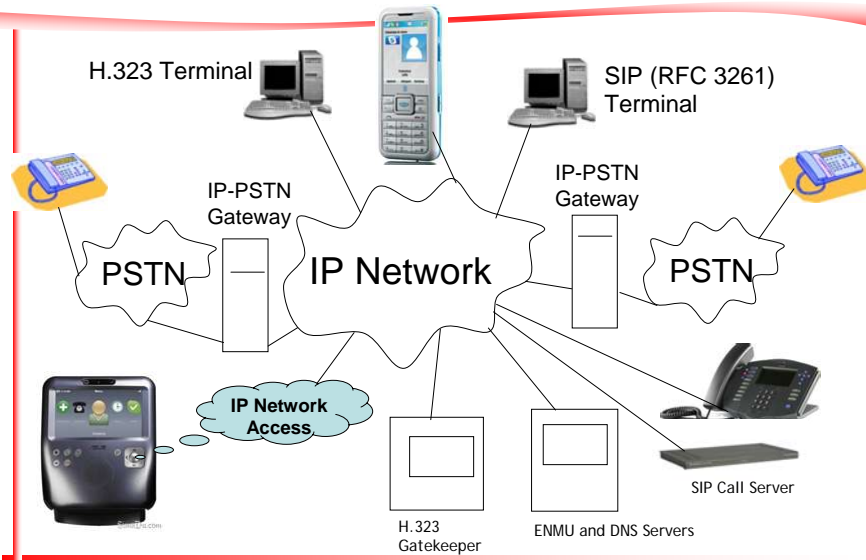 H.323 Terminal
SIP (RFC 3261)
Terminal
IP-PSTN
Gateway
IP-PSTN
Gateway
PSTN
IP Network
PSTN
IP Network
Access
SIP Call Server
H.323
Gatekeeper
ENMU and DNS Servers